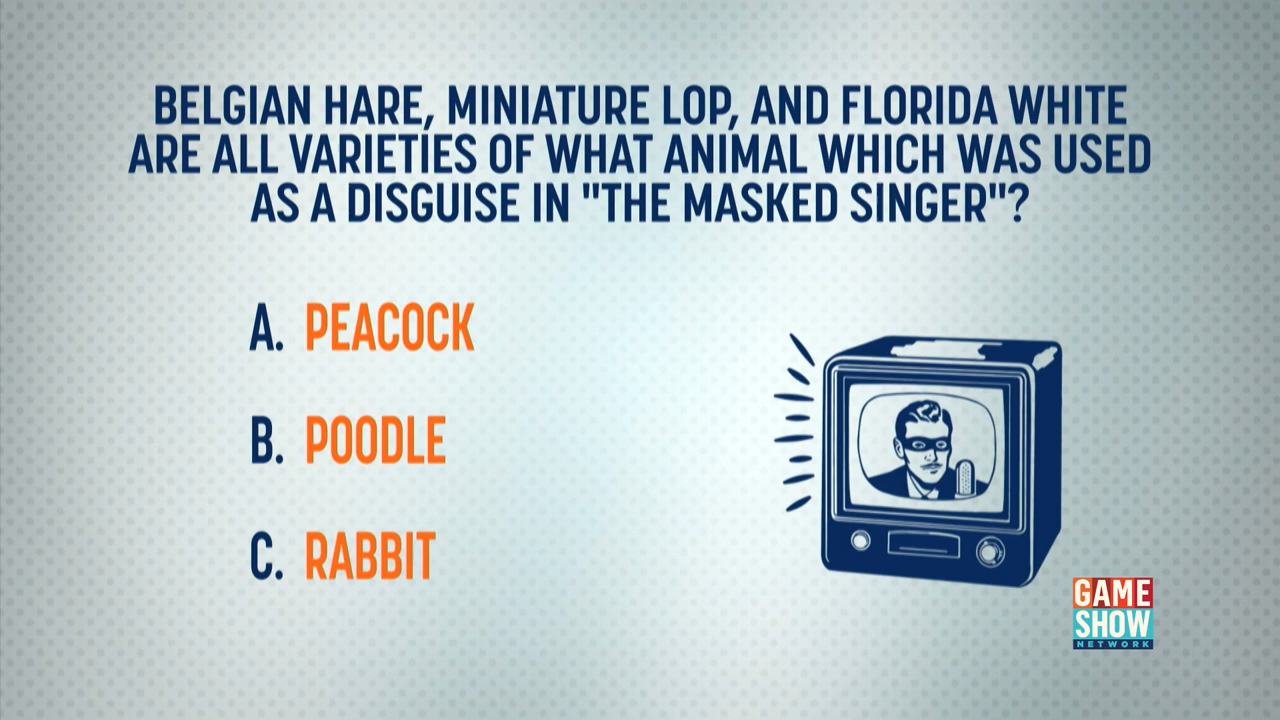 BELGIAN HARE, MINIATURE LOP, AND FLORIDA WHITE
ARE ALL VARIETIES OF WHAT ANIMAL WHICH WAS USED
AS A DISGUISE IN "THE MASKED SINGER"?
A. PEACOCK
B. POODLE
C. RABBIT
GAME
SHOW
NETWORK